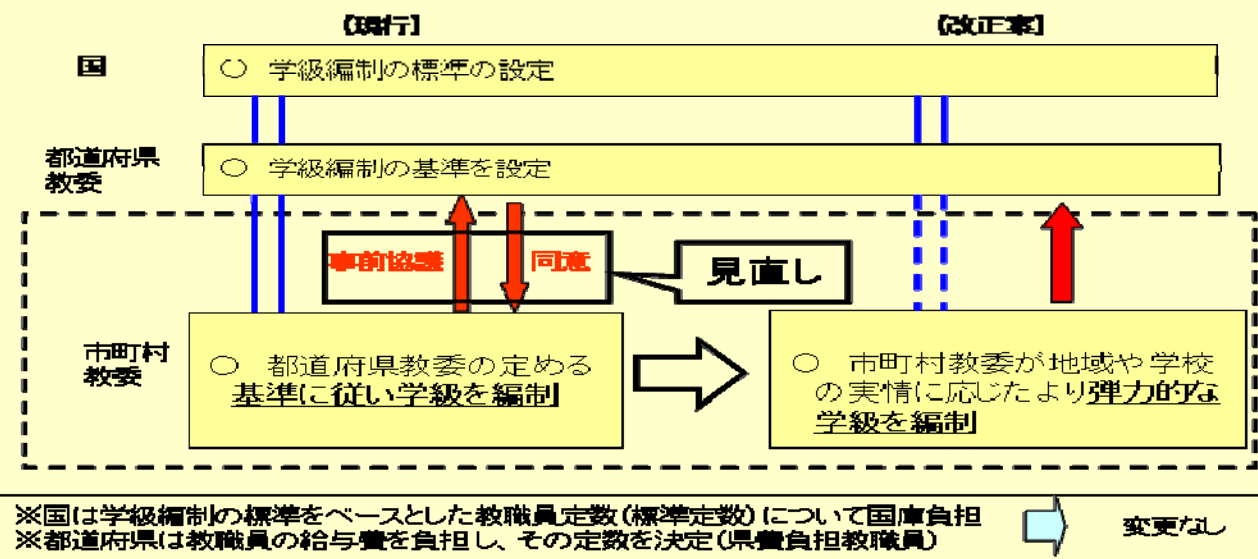 【現行】
【改正案】
国
○ 学級編制の標準の設定
都道府県
教委
○ 学級編制の基準を設定
事前協議
同意
見直し
市町村
教委
○ 都道府県教委の定める
基準に従い学級を編制
○ 市町村教委が地域や学校
の実情に応じたより弾力的な
学級を編制
※国は学級編制の標準をベースとした教職員定数(標準定数)について国庫負担
※都道府県は教職員の給与費を負担し、その定数を決定(県費負担教職員)
変更なし